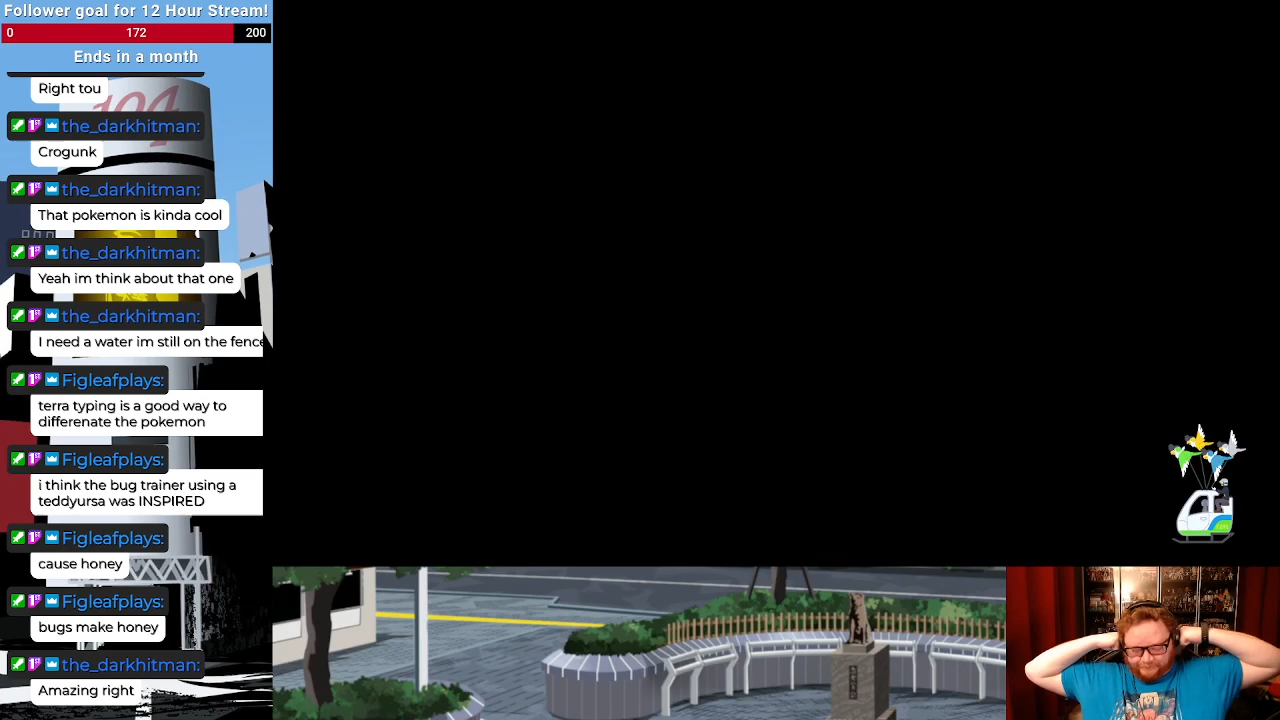 Follower goal for 12 Hour Stream!
0 172 200
Ends in a month
Right tou
104
the_darkhitman:
Crogunk
the_darkhitman:
That pokemon is kinda cool
the_darkhitman:
Yeah im think about that one
the_darkhitman:
I need a water im still on the fence
Figleafplays:
terra typing is a good way to
differenate the pokemon
Figleafplays:
i think the bug trainer using a
teddyursa was INSPIRED
Figleafplays:
cause honey
Figleafplays:
bugs make honey
the_darkhitman:
Amazing right